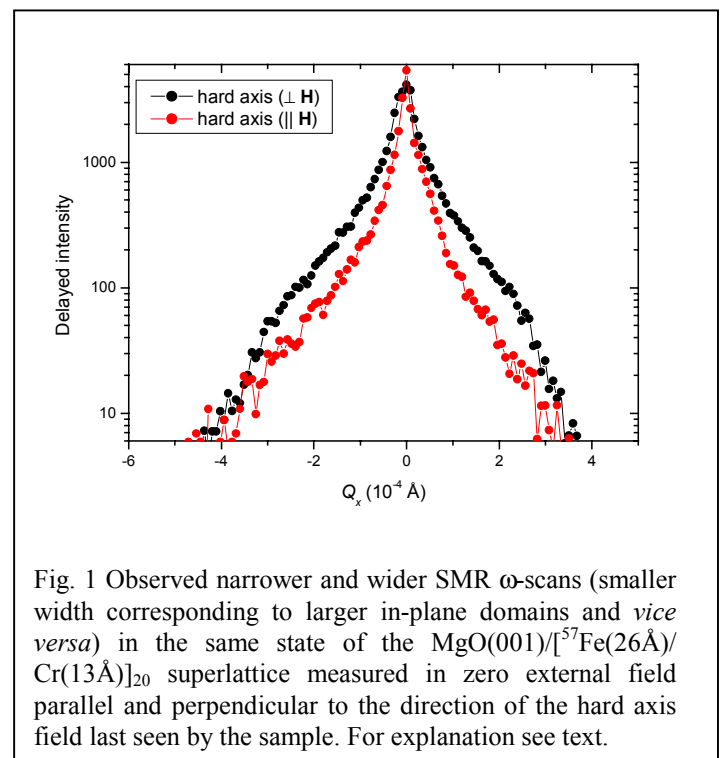 hard axis (⊥ H)
hard axis (|| H)
1000
100
10
Delayed intensity
-6 -4 -2 0 2 4
Qx (10⁻⁴ Å)
Fig. 1 Observed narrower and wider SMR ω-scans (smaller
width corresponding to larger in-plane domains and vice
versa) in the same state of the MgO(001)/[⁵⁷Fe(26Å)/
Cr(13Å)]₂₀ superlattice measured in zero external field
parallel and perpendicular to the direction of the hard axis
field last seen by the sample. For explanation see text.